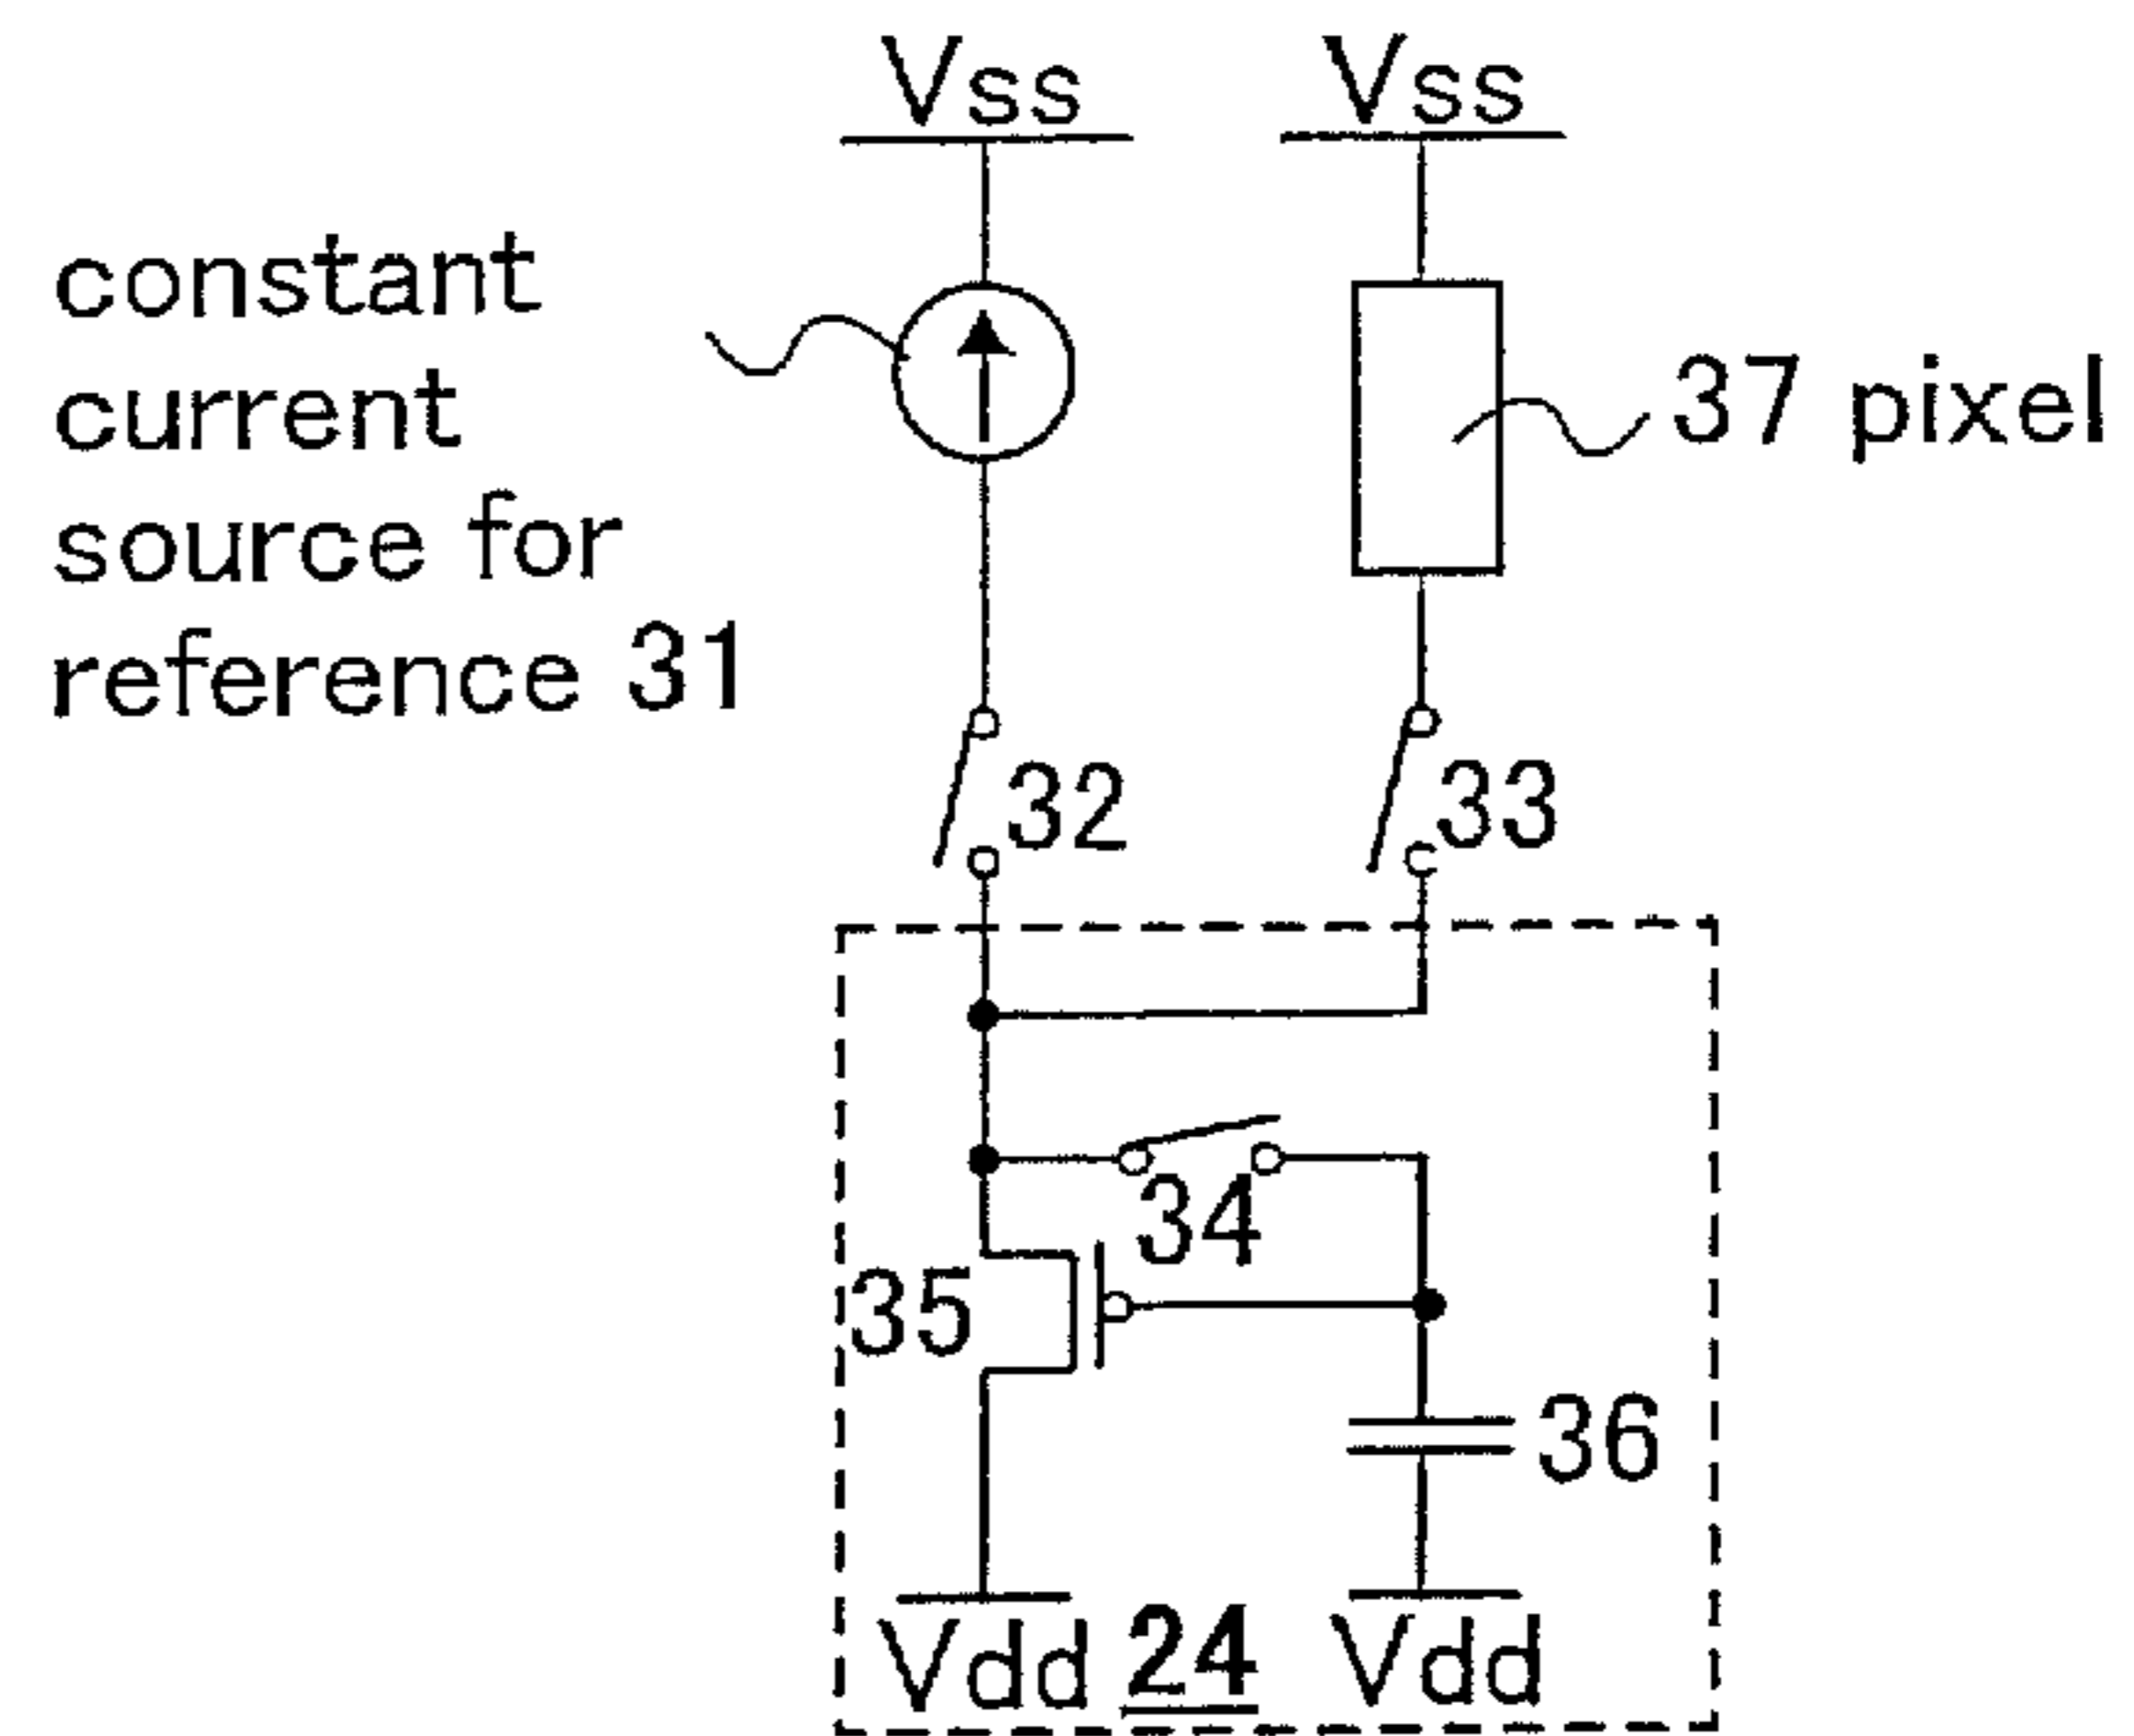 Vss
Vss
constant
current
source for
reference 31
37 pixel
32
33
34
35
36
Vdd
24
Vdd